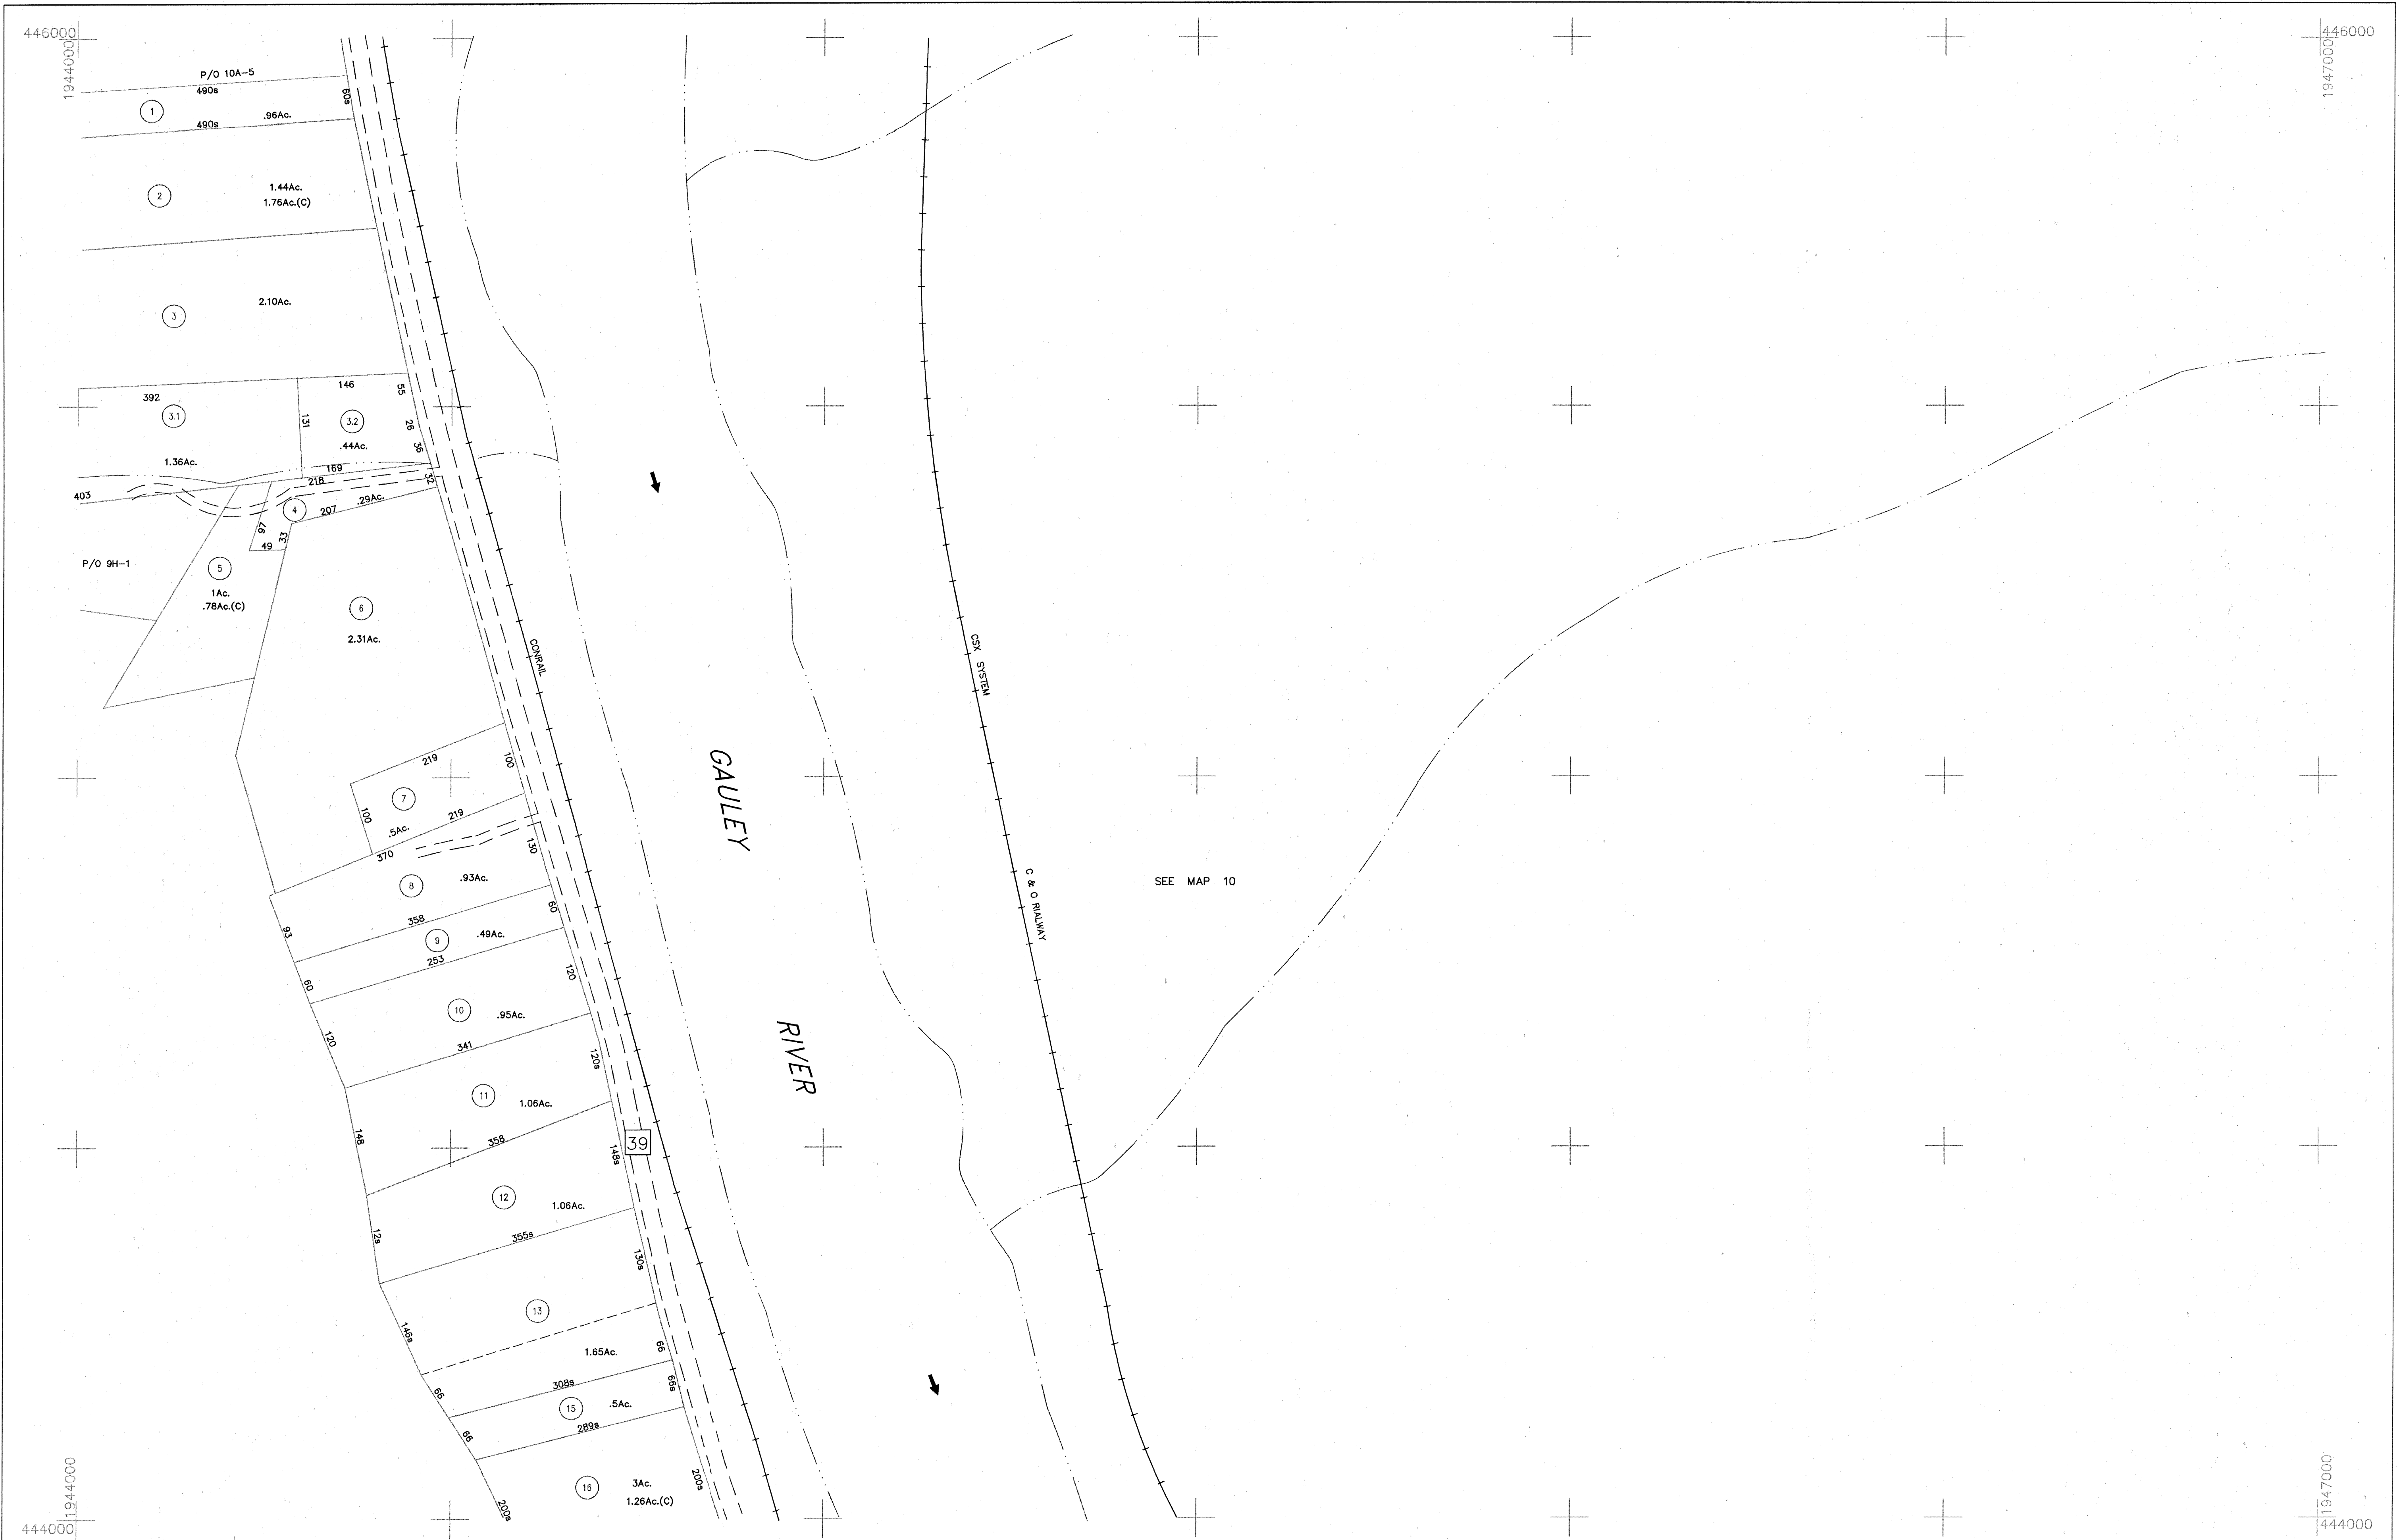 446000
1944000
446000
1947000
P/O 10A-5
490s
60s
1
.96Ac.
490s
2
1.44Ac.
1.76Ac.(C)
3
2.10Ac.
146
55
392
3.1
131
3.2
26
.44Ac.
36
1.36Ac.
169
218
32
403
.29Ac.
4
207
97
33
49
P/O 9H-1
5
1Ac.
.78Ac.(C)
6
2.31Ac.
CONRAIL
CSX SYSTEM
219
100
7
100
.5Ac.
219
GAULEY
130
370
8
.93Ac.
C & O RIALWAY
SEE MAP 10
60
358
93
9
.49Ac.
253
120
60
10
.95Ac.
RIVER
120
341
120s
11
1.06Ac.
148
358
39
148s
12
1.06Ac.
12s
355s
130s
13
146s
1.65Ac.
66
308s
66s
66
15
.5Ac.
289s
66
16
3Ac.
1.26Ac.(C)
200s
200s
1944000
444000
1947000
444000